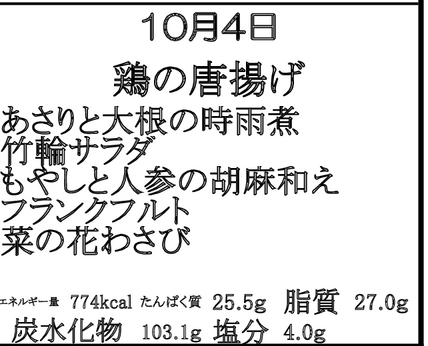 10月4日
鶏の唐揚げ
あさりと大根の時雨煮
竹輪サラダ
もやしと人参の胡麻和え
フランクフルト
菜の花わさび
エネルギー量 774kcal たんぱく質 25.5g 脂質 27.0g
炭水化物 103.1g 塩分 4.0g